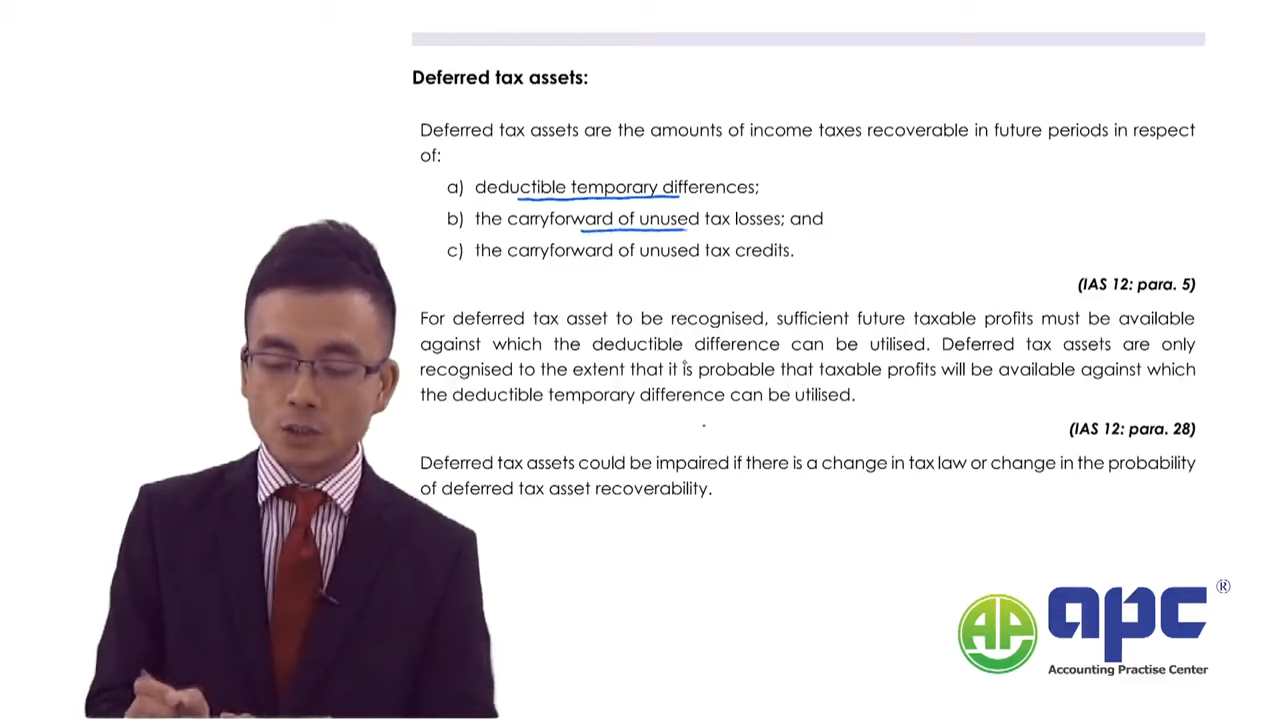 Deferred tax assets:
Deferred tax assets are the amounts of income taxes recoverable in future periods in respect
of:
a) deductible temporary differences;
b) the carryforward of unused tax losses; and
c) the carryforward of unused tax credits.
(IAS 12: para. 5)
For deferred tax asset to be recognised, sufficient future taxable profits must be available
against which the deductible difference can be utilised. Deferred tax assets are only
recognised to the extent that it is probable that taxable profits will be available against which
the deductible temporary difference can be utilised.
(IAS 12: para. 28)
Deferred tax assets could be impaired if there is a change in tax law or change in the probability
of deferred tax asset recoverability.
AP apc ®
Accounting Practise Center